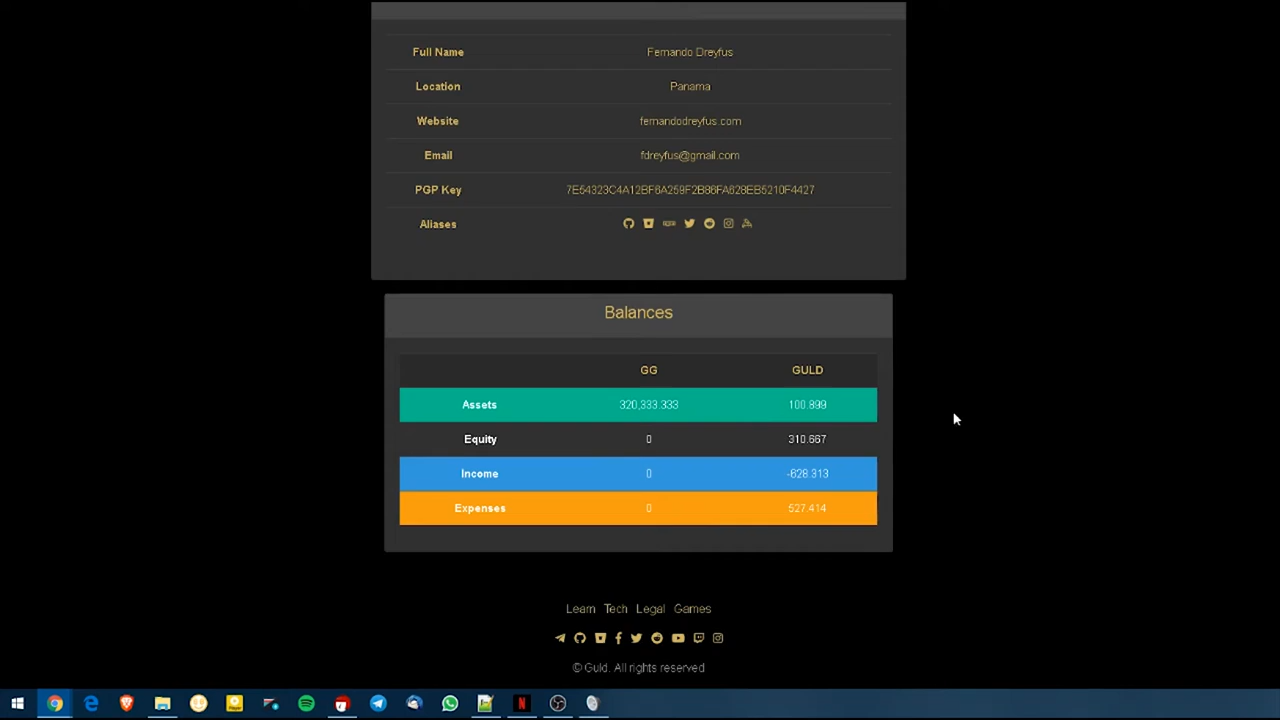 Full Name Fernando Dreyfus
Location Panama
Website fernandodreyfus.com
Email fdreyfus@gmail.com
PGP Key 7E54323C4A12BF6A259F2B86FA628EB5210F4427
Aliases
Balances
GG GULD
Assets 320,333.333 100.899
Equity 0 310.667
Income 0 -628.313
Expenses 0 527.414
Learn Tech Legal Games
© Guld. All rights reserved